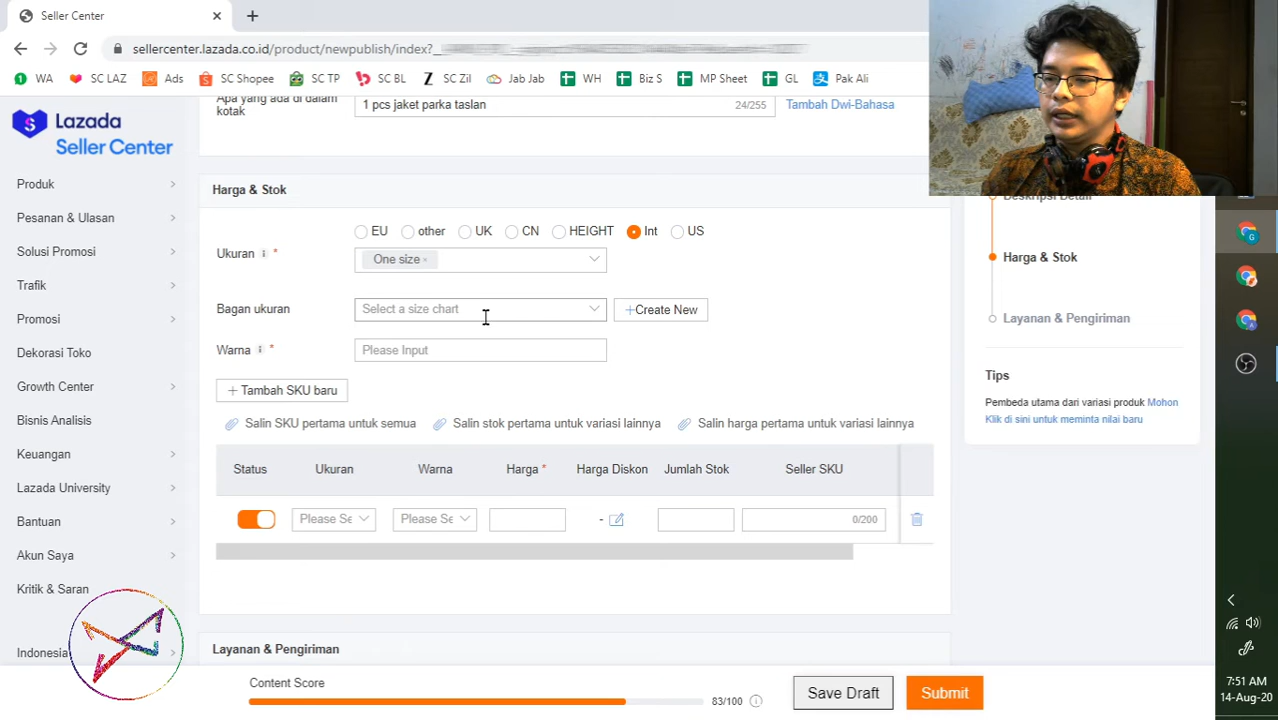 Seller Center
sellercenter.lazada.co.id/product/newpublish/index?_
WA SC LAZ Ads SC Shopee SC TP SC BL SC Zil Jab Jab WH Biz S MP Sheet GL Pak Ali
Lazada
Seller Center
Produk
Pesanan & Ulasan
Solusi Promosi
Trafik
Promosi
Dekorasi Toko
Growth Center
Bisnis Analisis
Keuangan
Lazada University
Bantuan
Akun Saya
Kritik & Saran
Indonesia
Apa yang ada di dalam
kotak
1 pcs jaket parka taslan 24/255 Tambah Dwi-Bahasa
Harga & Stok
EU other UK CN HEIGHT Int US
Ukuran * One size ×
Bagan ukuran Select a size chart +Create New
Warna * Please Input
+ Tambah SKU baru
Salin SKU pertama untuk semua Salin stok pertama untuk variasi lainnya Salin harga pertama untuk variasi lainnya
Status Ukuran Warna Harga * Harga Diskon Jumlah Stok Seller SKU
Please Se Please Se - 0/200
Layanan & Pengiriman
Content Score
83/100
Save Draft Submit
Deskripsi Detail
Harga & Stok
Layanan & Pengiriman
Tips
Pembeda utama dari variasi produk Mohon
Klik di sini untuk meminta nilai baru
7:51 AM
14-Aug-20